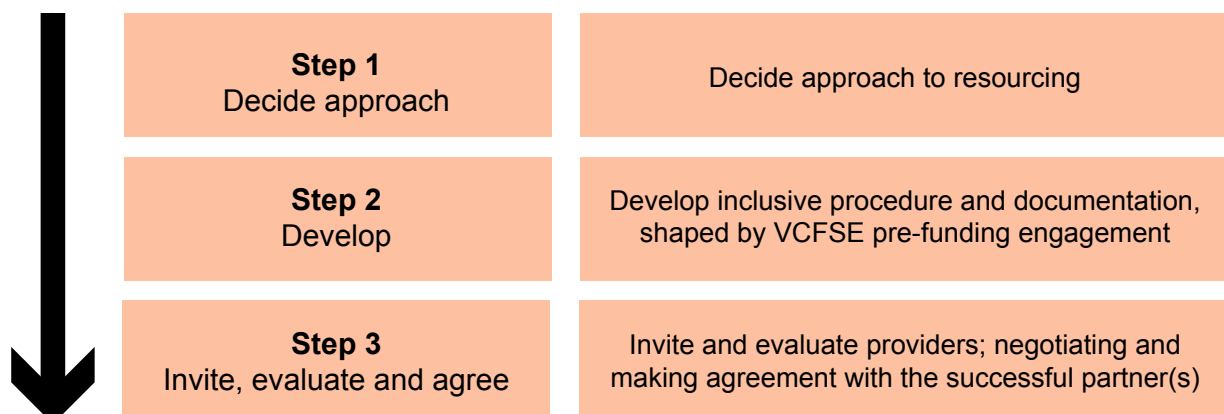 Step 1
Decide approach
Decide approach to resourcing
Step 2
Develop
Develop inclusive procedure and documentation,
shaped by VCFSE pre-funding engagement
Step 3
Invite, evaluate and agree
Invite and evaluate providers; negotiating and
making agreement with the successful partner(s)